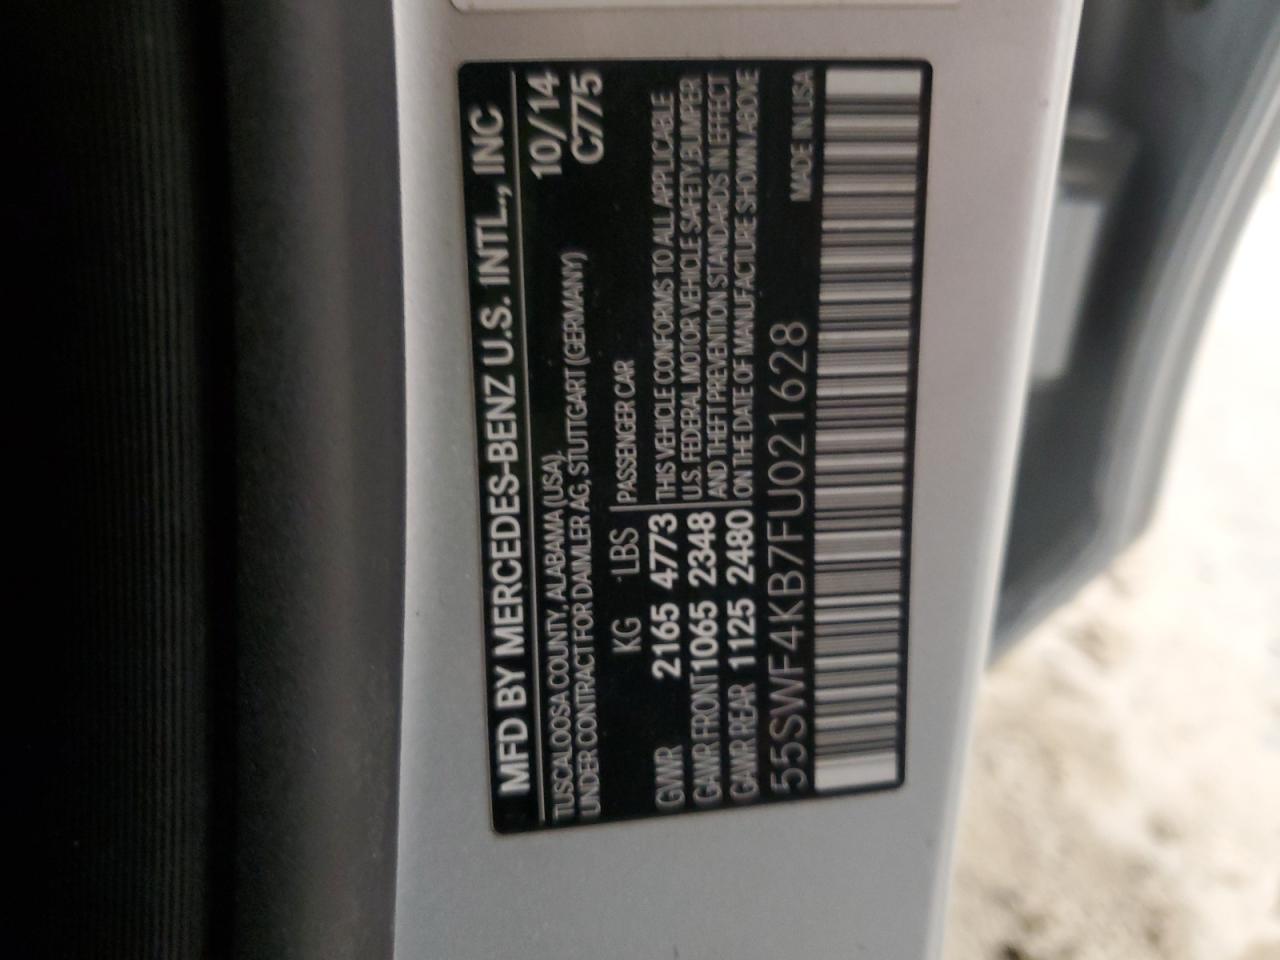 MFD BY MERCEDES-BENZ U.S. INTL., INC
TUSCALOOSA COUNTY, ALABAMA (USA), 10/14
UNDER CONTRACT FOR DAIMLER AG, STUTTGART (GERMANY) C775
KG LBS PASSENGER CAR
GVWR 2165 4773 THIS VEHICLE CONFORMS TO ALL APPLICABLE
GAWR FRONT 1065 2348 U.S. FEDERAL MOTOR VEHICLE SAFETY,BUMPER
GAWR REAR 1125 2480 AND THEFT PREVENTION STANDARDS IN EFFECT
ON THE DATE OF MANUFACTURE SHOWN ABOVE
55SWF4KB7FU021628 MADE IN USA